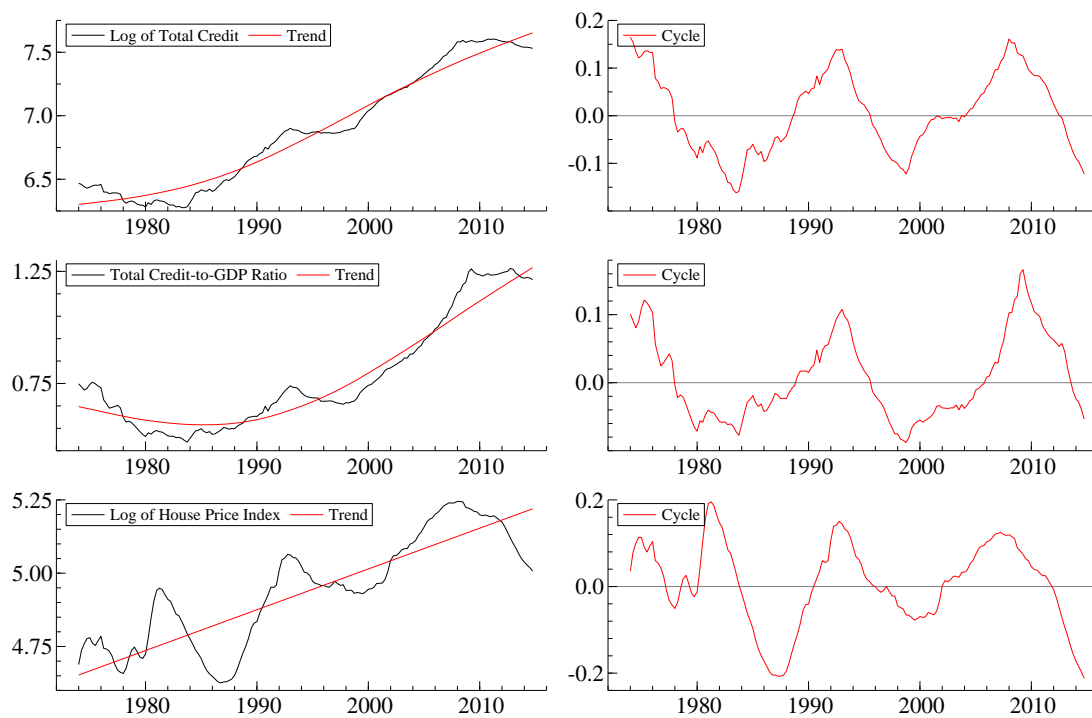 Log of Total Credit Trend
7.5
7.0
6.5
1980 1990 2000 2010
Cycle
0.2
0.1
0.0
-0.1
1980 1990 2000 2010
Total Credit-to-GDP Ratio Trend
1.25
0.75
1980 1990 2000 2010
Cycle
0.1
0.0
1980 1990 2000 2010
Log of House Price Index Trend
5.25
5.00
4.75
1980 1990 2000 2010
Cycle
0.2
0.0
-0.2
1980 1990 2000 2010